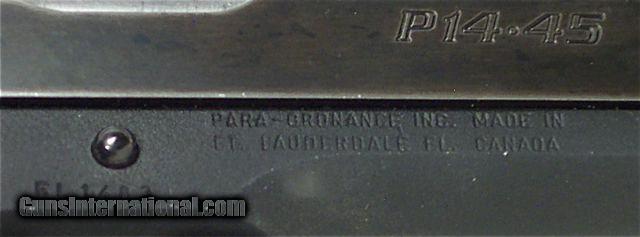 P14·45
PARA-ORDNANCE INC. MADE IN
FT. LAUDERDALE FL. CANADA
GunsInternational.com